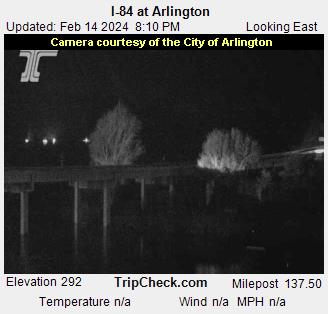 I-84 at Arlington
Updated: Feb 14 2024 8:10 PM Looking East
Camera courtesy of the City of Arlington
Elevation 292 TripCheck.com Milepost 137.50
Temperature n/a Wind n/a MPH n/a